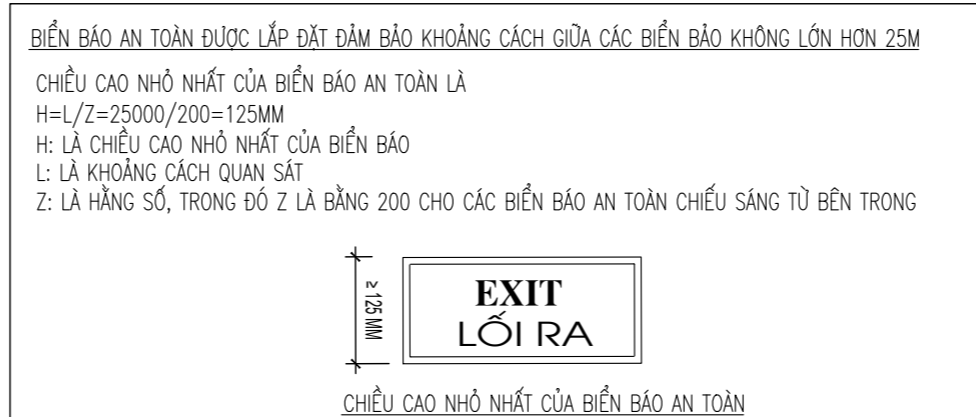 BIỂN BÁO AN TOÀN ĐƯỢC LẮP ĐẶT ĐẢM BẢO KHOẢNG CÁCH GIỮA CÁC BIỂN BẢO KHÔNG LỚN HƠN 25M
CHIỀU CAO NHỎ NHẤT CỦA BIỂN BÁO AN TOÀN LÀ
H=L/Z=25000/200=125MM
H: LÀ CHIỀU CAO NHỎ NHẤT CỦA BIỂN BÁO
L: LÀ KHOẢNG CÁCH QUAN SÁT
Z: LÀ HẰNG SỐ, TRONG ĐÓ Z LÀ BẰNG 200 CHO CÁC BIỂN BÁO AN TOÀN CHIẾU SÁNG TỪ BÊN TRONG
≥125 MM
EXIT
LỐI RA
CHIỀU CAO NHỎ NHẤT CỦA BIỂN BÁO AN TOÀN